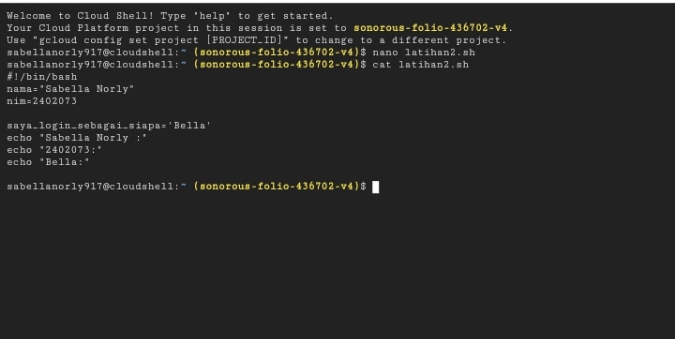 Welcome to Cloud Shell! Type "help" to get started.
Your Cloud Platform project in this session is set to sonorous-folio-436702-v4.
Use "gcloud config set project [PROJECT_ID]" to change to a different project.
sabellanorly917@cloudshell:~ (sonorous-folio-436702-v4)$ nano latihan2.sh
sabellanorly917@cloudshell:~ (sonorous-folio-436702-v4)$ cat latihan2.sh
#!/bin/bash
nama="Sabella Norly"
nim=2402073

saya_login_sebagai_siapa='Bella'
echo "Sabella Norly :"
echo "2402073:"
echo "Bella:"

sabellanorly917@cloudshell:~ (sonorous-folio-436702-v4)$